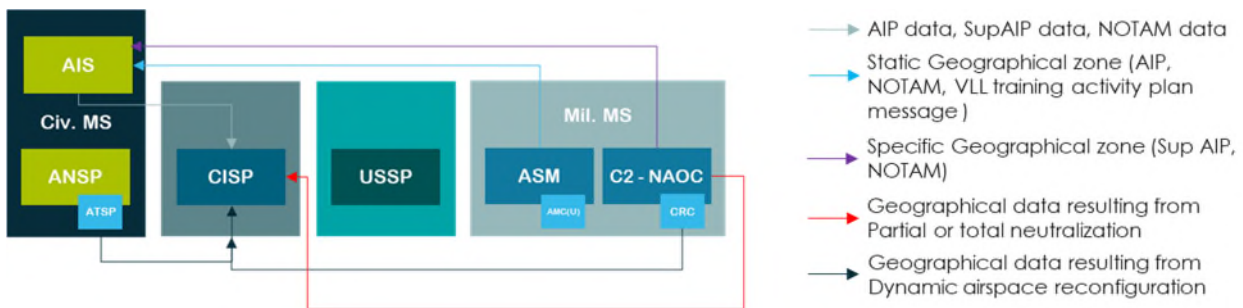 AIS
Civ. MS
ANSP
ATSP
CISP
USSP
Mil. MS
ASM
AMC(U)
C2 - NAOC
CRC
AIP data, SupAIP data, NOTAM data
Static Geographical zone (AIP,
NOTAM, VLL training activity plan
message)
Specific Geographical zone (Sup AIP,
NOTAM)
Geographical data resulting from
Partial or total neutralization
Geographical data resulting from
Dynamic airspace reconfiguration